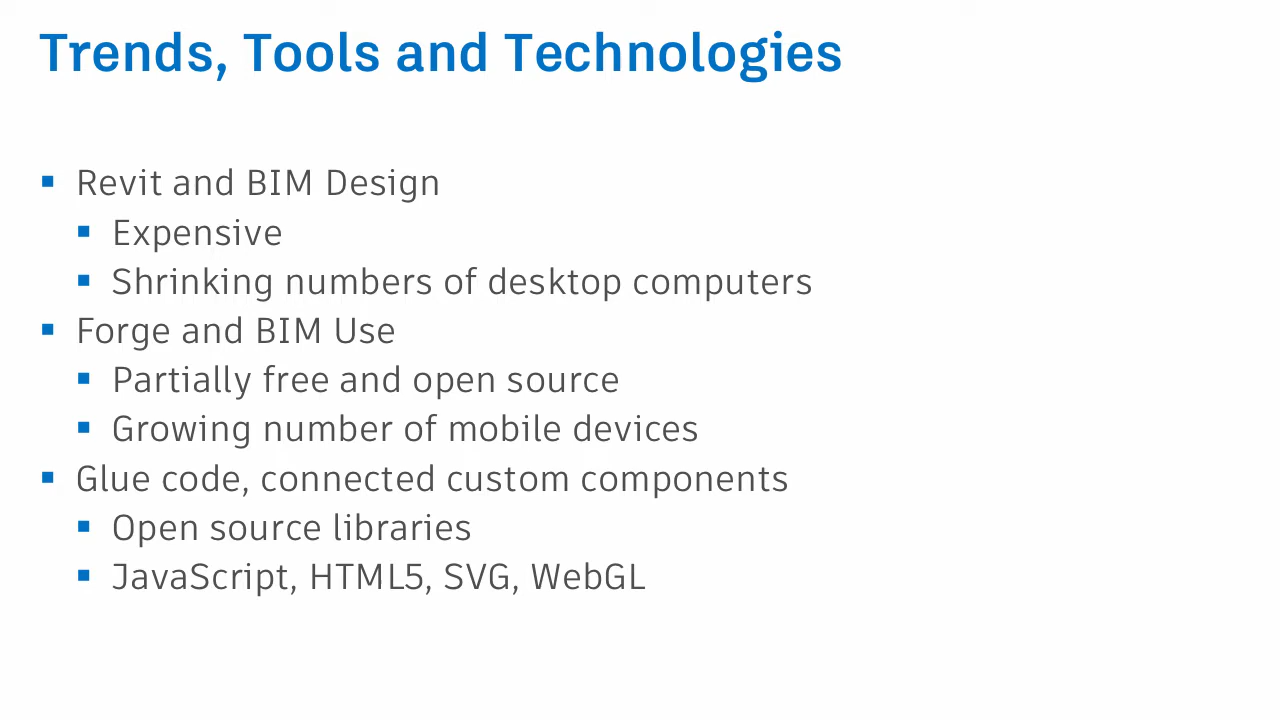 Trends, Tools and Technologies
Revit and BIM Design
Expensive
Shrinking numbers of desktop computers
Forge and BIM Use
Partially free and open source
Growing number of mobile devices
Glue code, connected custom components
Open source libraries
JavaScript, HTML5, SVG, WebGL